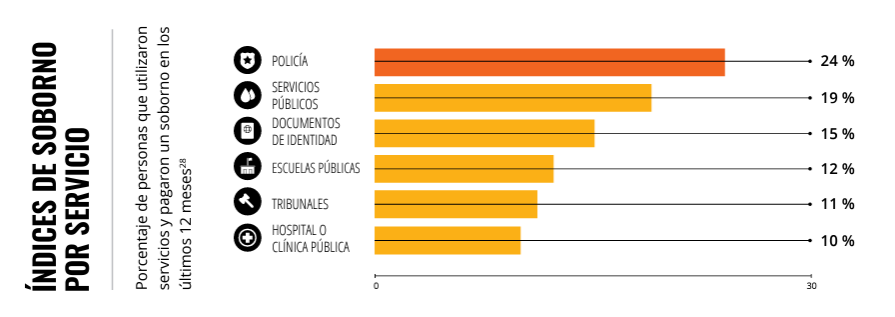 ÍNDICES DE SOBORNO
POR SERVICIO
Porcentaje de personas que utilizaron
servicios y pagaron un soborno en los
últimos 12 meses28
POLICÍA
24 %
SERVICIOS
PÚBLICOS
19 %
DOCUMENTOS
DE IDENTIDAD
15 %
ESCUELAS PÚBLICAS
12 %
TRIBUNALES
11 %
HOSPITAL O
CLÍNICA PÚBLICA
10 %
0
30